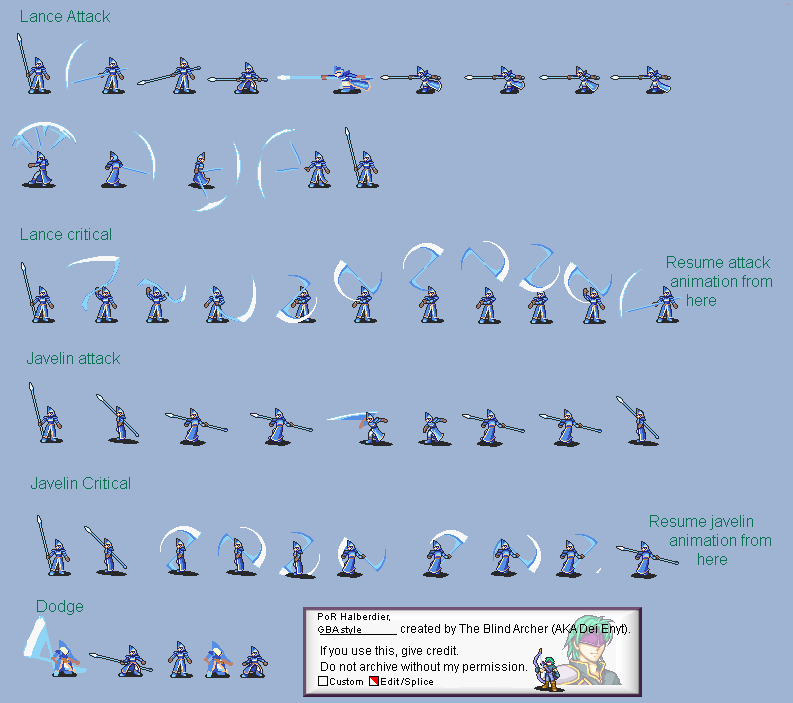 Lance Attack
Lance critical
Resume attack
animation from
here
Javelin attack
Javelin Critical
Resume javelin
animation from
here
Dodge
PoR Halberdier,
GBA style created by The Blind Archer (AKA Dei Enyt).
If you use this, give credit.
Do not archive without my permission.
Custom Edit/Splice